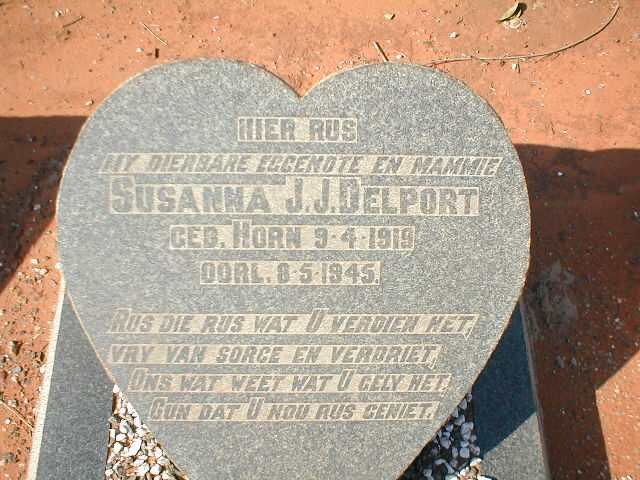 HIER RUS
MY DIERBARE EGGENOTE EN MAMMIE
SUSANNA J.J. DELPORT
GEB. HORN 9-4-1919
OORL. 8-5-1945.
RUS DIE RUS WAT U VERDIEN HET,
VRY VAN SORGE EN VERDRIET,
ONS WAT WEET WAT U GELY HET,
GUN DAT U NOU RUS GENIET.